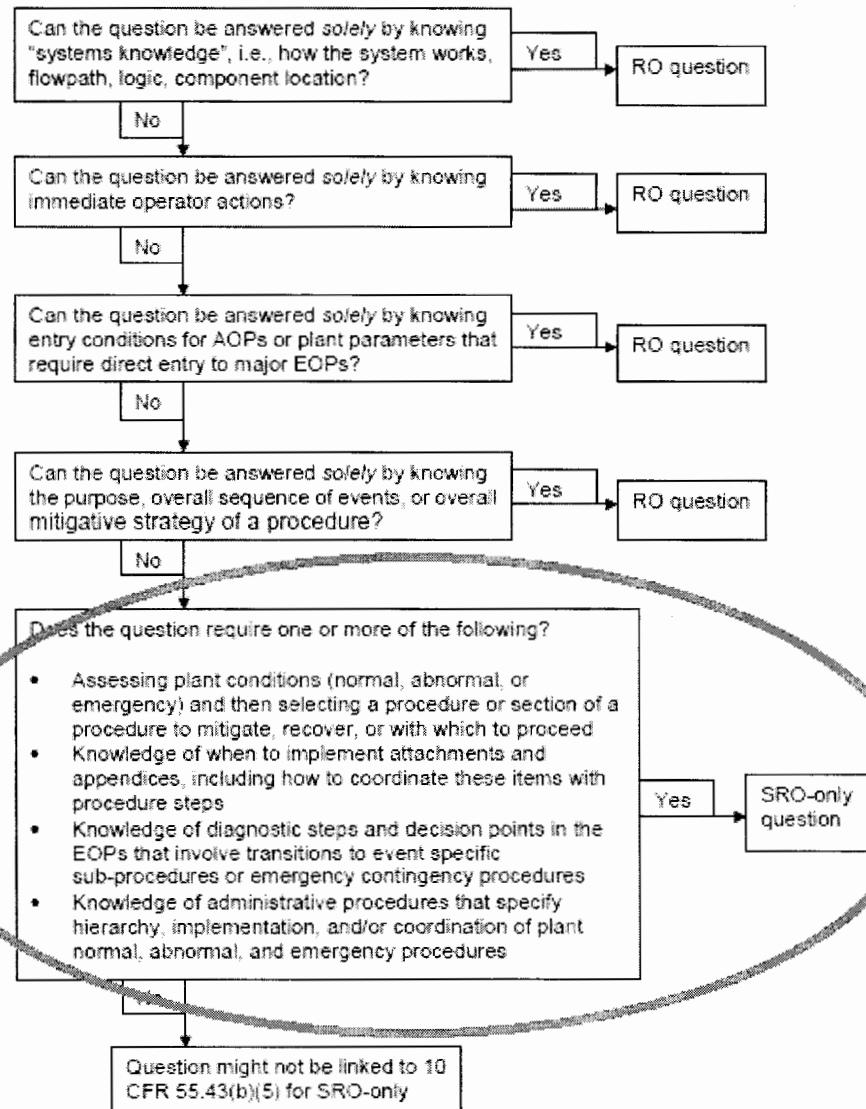 Can the question be answered solely by knowing
"systems knowledge", i.e., how the system works,
flowpath, logic, component location?
Yes
RO question
No
Can the question be answered solely by knowing
immediate operator actions?
Yes
RO question
No
Can the question be answered solely by knowing
entry conditions for AOPs or plant parameters that
require direct entry to major EOPs?
Yes
RO question
No
Can the question be answered solely by knowing
the purpose, overall sequence of events, or overall
mitigative strategy of a procedure?
Yes
RO question
No
Does the question require one or more of the following?
• Assessing plant conditions (normal, abnormal, or
emergency) and then selecting a procedure or section of a
procedure to mitigate, recover, or with which to proceed
• Knowledge of when to implement attachments and
appendices, including how to coordinate these items with
procedure steps
• Knowledge of diagnostic steps and decision points in the
EOPs that involve transitions to event specific
sub-procedures or emergency contingency procedures
• Knowledge of administrative procedures that specify
hierarchy, implementation, and/or coordination of plant
normal, abnormal, and emergency procedures
Yes
SRO-only
question
Question might not be linked to 10
CFR 55.43(b)(5) for SRO-only